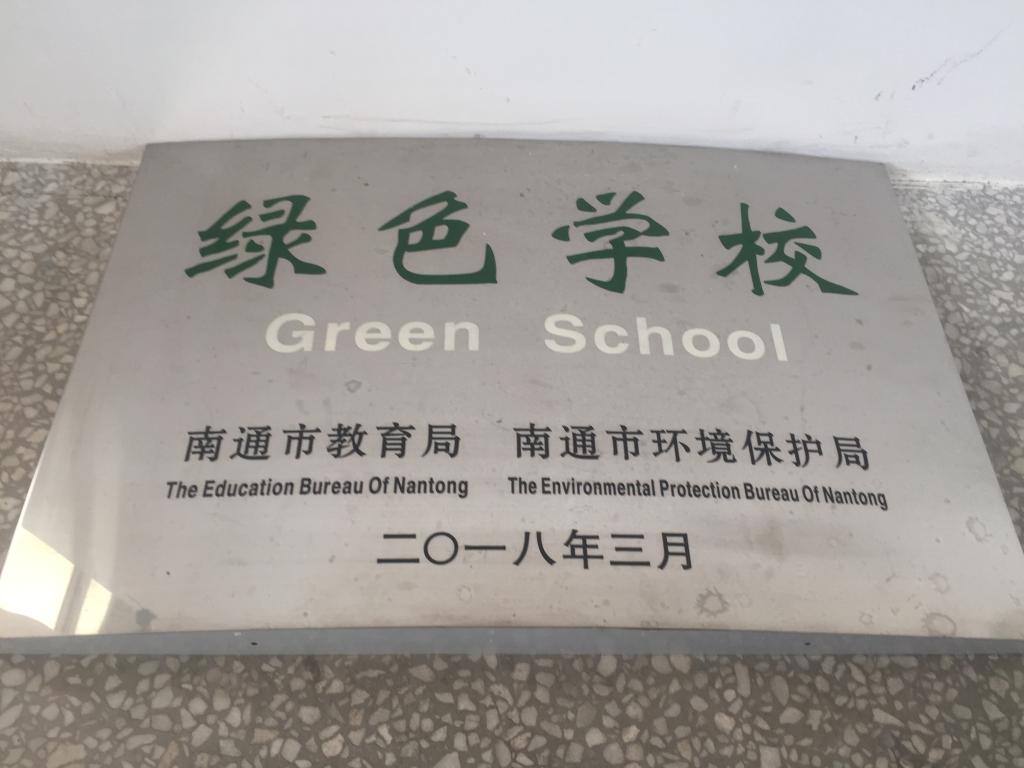 绿色学校
Green School
南通市教育局 南通市环境保护局
The Education Bureau Of Nantong The Environmental Protection Bureau Of Nantong
二〇一八年三月